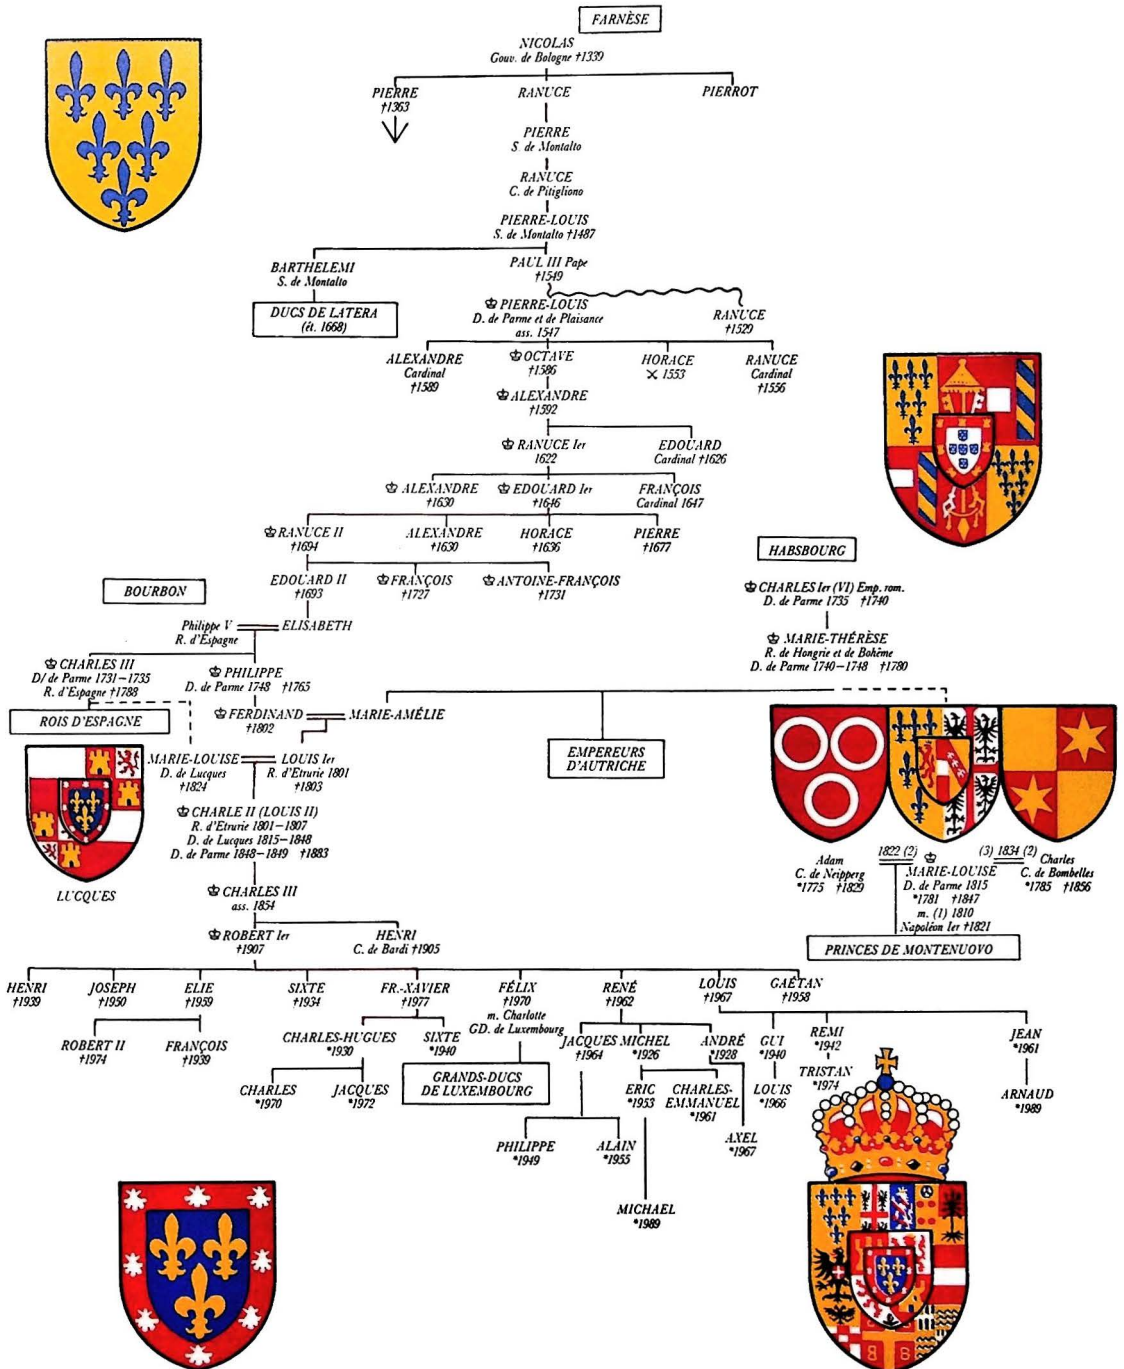 FARNÈSE
NICOLAS
Gouv. de Bologne †1339
PIERRE
†1363
RANUCE
PIERROT
PIERRE
S. de Montalto
RANUCE
C. de Pitigliono
PIERRE-LOUIS
S. de Montalto †1487
BARTHELEMI
S. de Montalto
PAUL III Pape
†1549
DUCS DE LATERA
(ét. 1668)
PIERRE-LOUIS
D. de Parme et de Plaisance
ass. 1547
RANUCE
†1529
ALEXANDRE
Cardinal
†1589
OCTAVE
†1586
HORACE
⚔ 1553
RANUCE
Cardinal
†1556
ALEXANDRE
†1592
RANUCE Ier
1622
EDOUARD
Cardinal †1626
ALEXANDRE
†1630
EDOUARD Ier
†1646
FRANÇOIS
Cardinal 1647
RANUCE II
†1694
ALEXANDRE
†1630
HORACE
†1636
PIERRE
†1677
HABSBOURG
EDOUARD II
†1693
FRANÇOIS
†1727
ANTOINE-FRANÇOIS
†1731
BOURBON
CHARLES Ier (VI) Emp. rom.
D. de Parme 1735 †1740
Philippe V
R. d'Espagne
ELISABETH
MARIE-THÉRÈSE
R. de Hongrie et de Bohême
D. de Parme 1740–1748 †1780
CHARLES III
D/ de Parme 1731–1735
R. d'Espagne †1788
PHILIPPE
D. de Parme 1748 †1765
ROIS D'ESPAGNE
FERDINAND
†1802
MARIE-AMÉLIE
EMPEREURS
D'AUTRICHE
MARIE-LOUISE
D. de Lucques
†1824
LOUIS Ier
R. d'Etrurie 1801
†1803
CHARLE II (LOUIS II)
R. d'Etrurie 1801–1807
D. de Lucques 1815–1848
D. de Parme 1848–1849 †1883
LUCQUES
Adam
C. de Neipperg
*1775 †1829
1822 (2)
MARIE-LOUISE
D. de Parme 1815
*1781 †1847
m. (1) 1810
Napoléon Ier †1821
(3) 1834 (2)
Charles
C. de Bombelles
*1785 †1856
PRINCES DE MONTENUOVO
CHARLES III
ass. 1854
ROBERT Ier
†1907
HENRI
C. de Bardi †1905
HENRI
†1939
JOSEPH
†1950
ELIE
†1959
SIXTE
†1934
FR.-XAVIER
†1977
FÉLIX
†1970
m. Charlotte
GD. de Luxembourg
RENÉ
†1962
LOUIS
†1967
GAËTAN
†1958
ROBERT II
†1974
FRANÇOIS
†1939
CHARLES-HUGUES
*1930
SIXTE
*1940
JACQUES
†1964
MICHEL
*1926
ANDRÉ
*1928
GUI
*1940
REMI
*1942
JEAN
*1961
CHARLES
*1970
JACQUES
*1972
GRANDS-DUCS
DE LUXEMBOURG
ERIC
*1953
CHARLES-
EMMANUEL
*1961
LOUIS
*1966
TRISTAN
*1974
ARNAUD
*1989
PHILIPPE
*1949
ALAIN
*1955
AXEL
*1967
MICHAEL
*1989